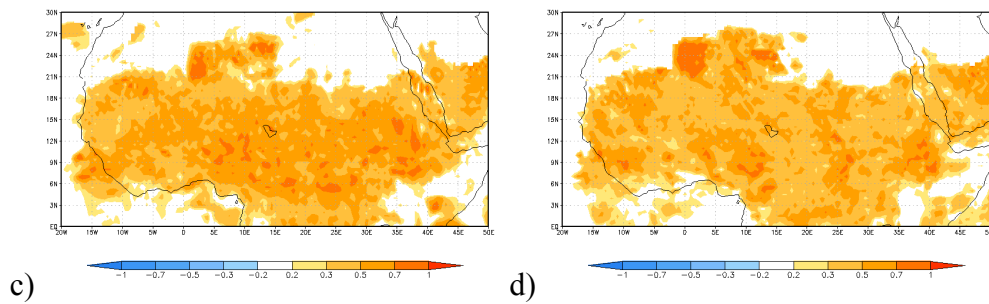 30N
27N
24N
21N
18N
15N
12N
9N
6N
3N
EQ
20W 15W 10W 5W 0 5E 10E 15E 20E 25E 30E 35E 40E 45E 50E
-1 -0.7 -0.5 -0.3 -0.2 0.2 0.3 0.5 0.7 1
c)
30N
27N
24N
21N
18N
15N
12N
9N
6N
3N
EQ
20W 15W 10W 5W 0 5E 10E 15E 20E 25E 30E 35E 40E 45E 50E
-1 -0.7 -0.5 -0.3 -0.2 0.2 0.3 0.5 0.7 1
d)